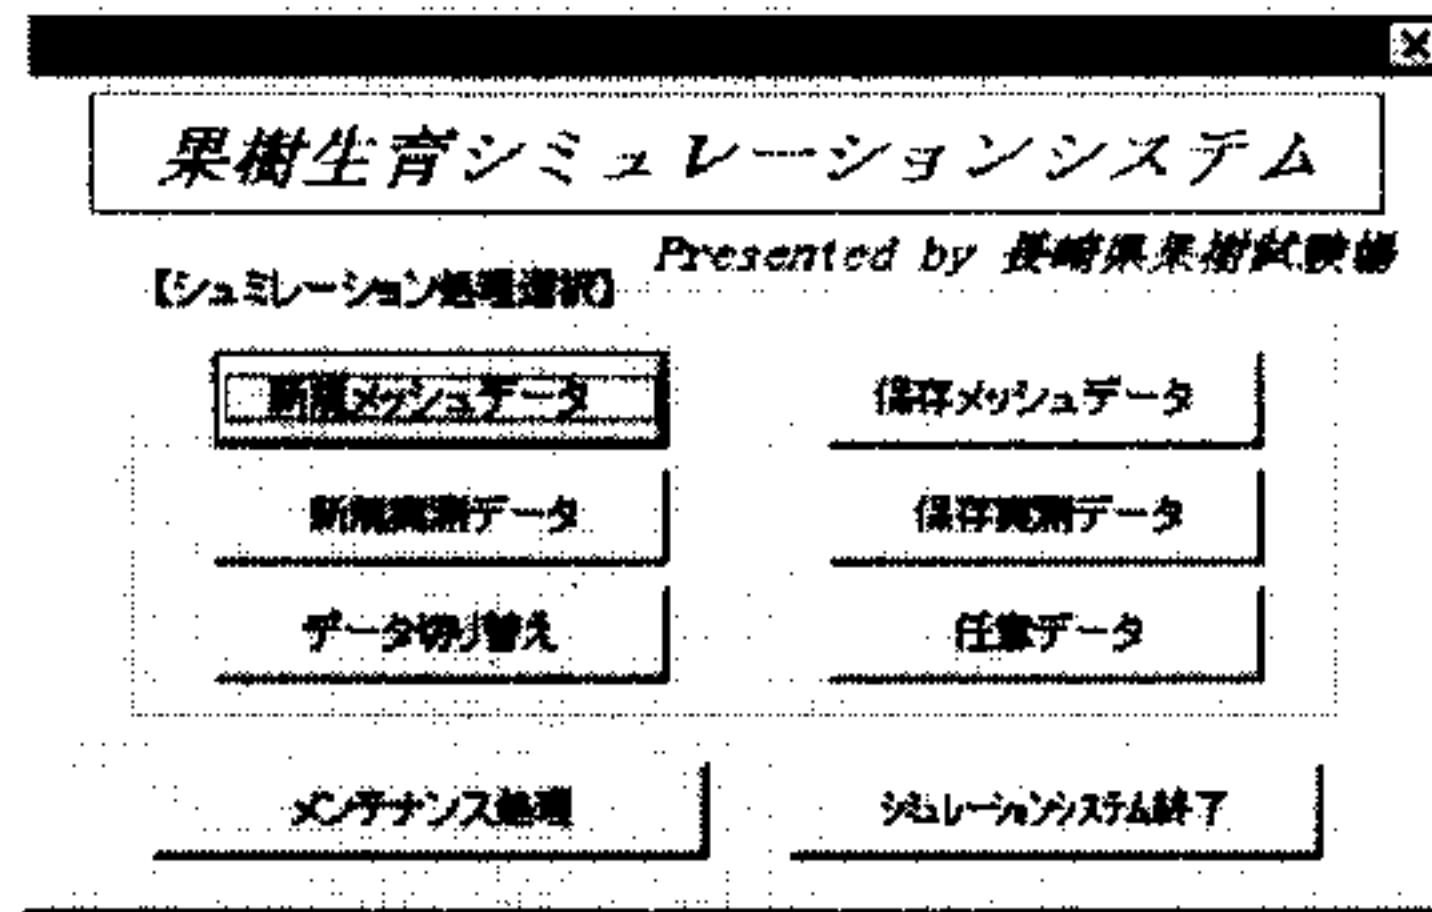 果樹生育シミュレーションシステム
Presented by 長崎県果樹試験場
【シュミレーション処理選択】
新規メッシュデータ
保存メッシュデータ
新規実測データ
保存実測データ
データ切り替え
任意データ
メンテナンス処理
シミュレーションシステム終了